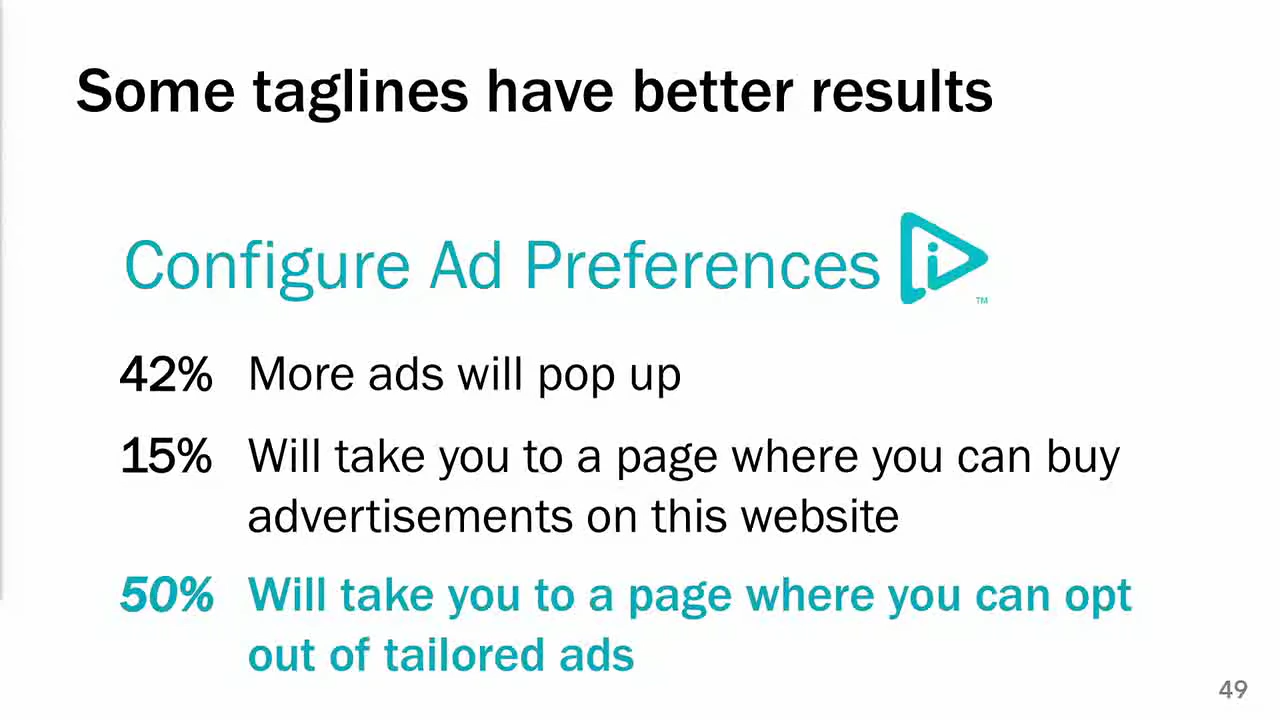 Some taglines have better results
Configure Ad Preferences
i
TM
42% More ads will pop up
15% Will take you to a page where you can buy
advertisements on this website
50% Will take you to a page where you can opt
out of tailored ads
49